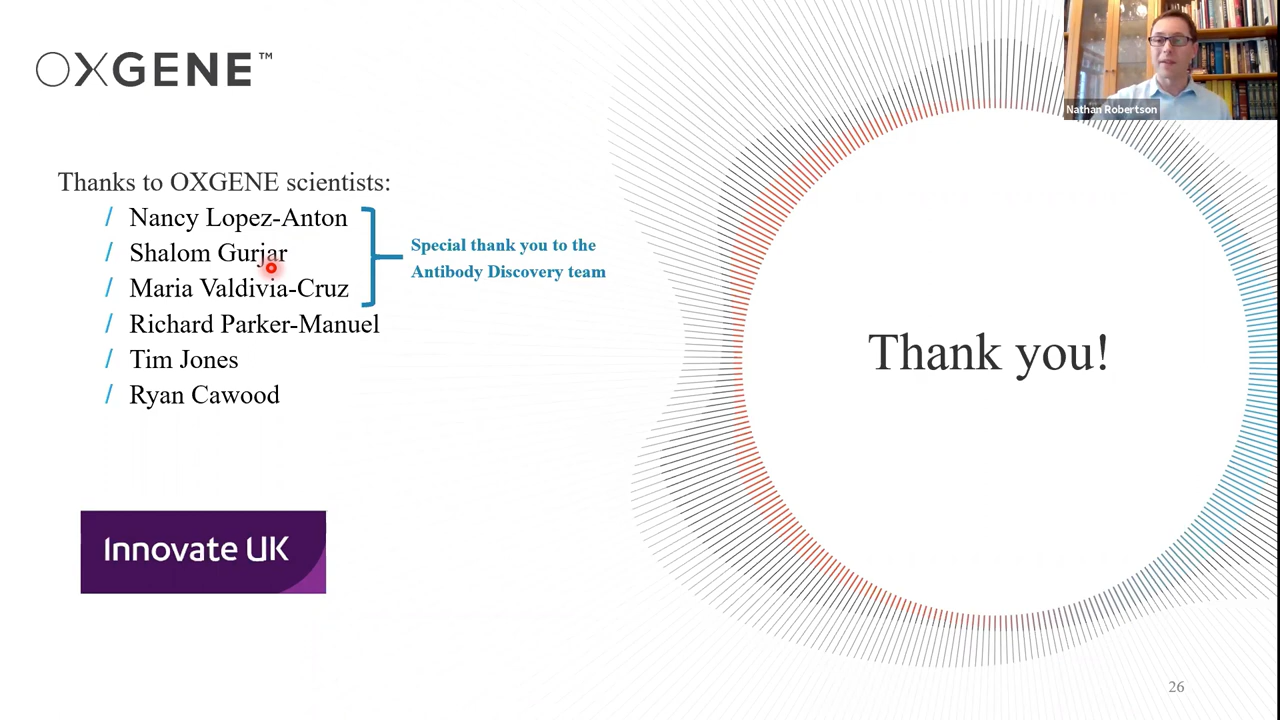 OXGENE™
Nathan Robertson
Thanks to OXGENE scientists:
/ Nancy Lopez-Anton
/ Shalom Gurjar
/ Maria Valdivia-Cruz
/ Richard Parker-Manuel
/ Tim Jones
/ Ryan Cawood
Special thank you to the
Antibody Discovery team
Thank you!
Innovate UK
26